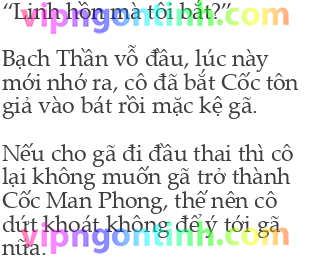 vipngontinh.com
“Linh hồn mà tôi bắt?”
Bạch Thần vỗ đầu, lúc này
mới nhớ ra, cô đã bắt Cốc tôn
giả vào bát rồi mặc kệ gã.
Nếu cho gã đi đầu thai thì cô
lại không muốn gã trở thành
Cốc Man Phong, thế nên cô
dứt khoát không để ý tới gã
nữa.
vipngontinh.com